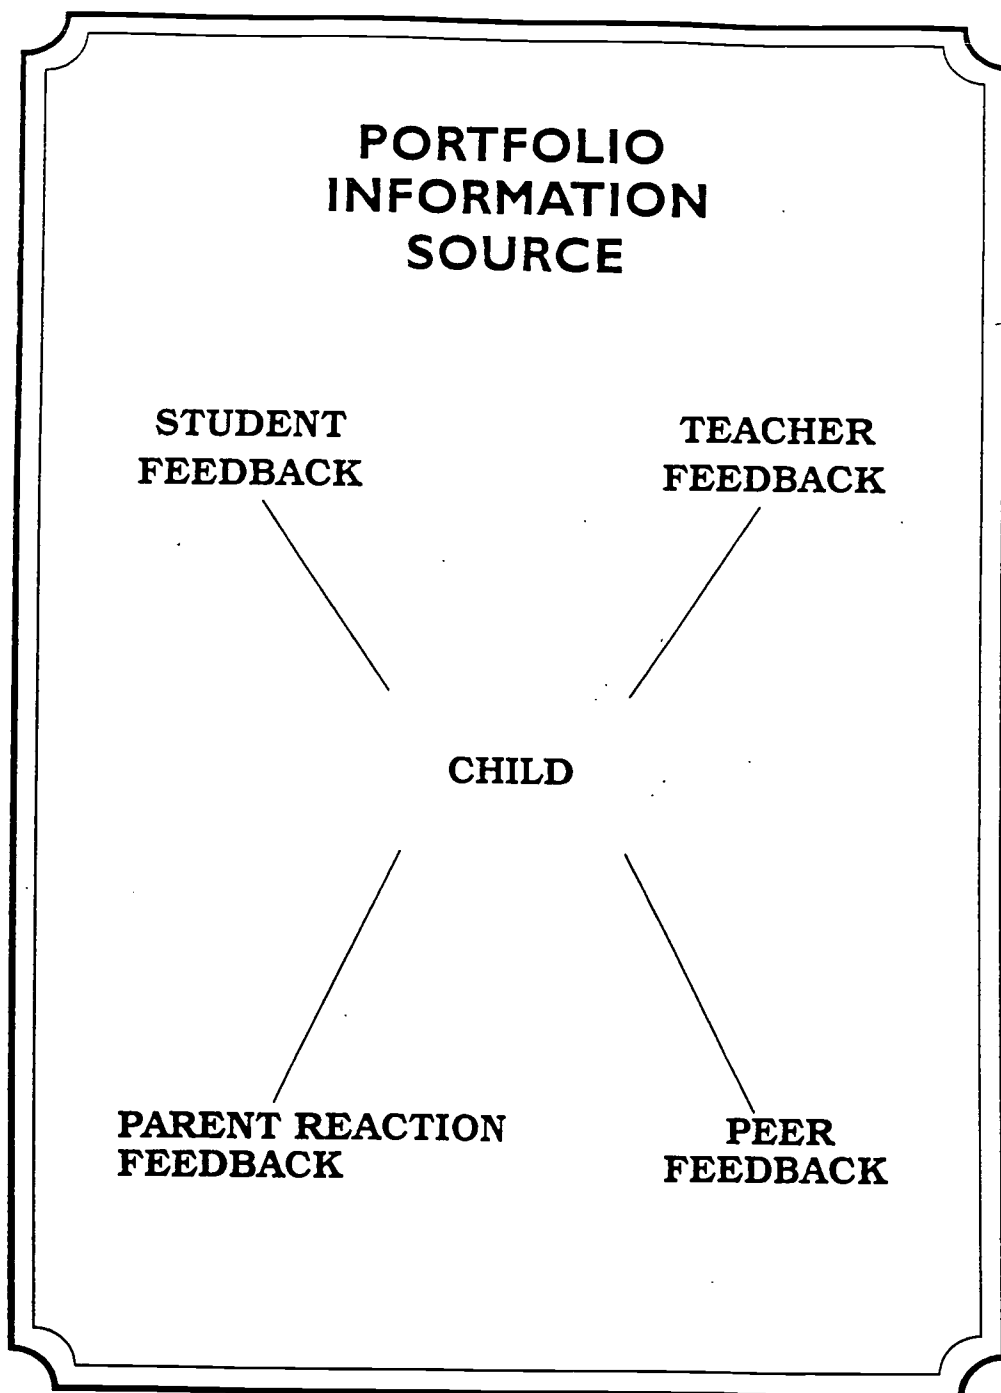 PORTFOLIO
INFORMATION
SOURCE
STUDENT
FEEDBACK
TEACHER
FEEDBACK
CHILD
PARENT REACTION
FEEDBACK
PEER
FEEDBACK